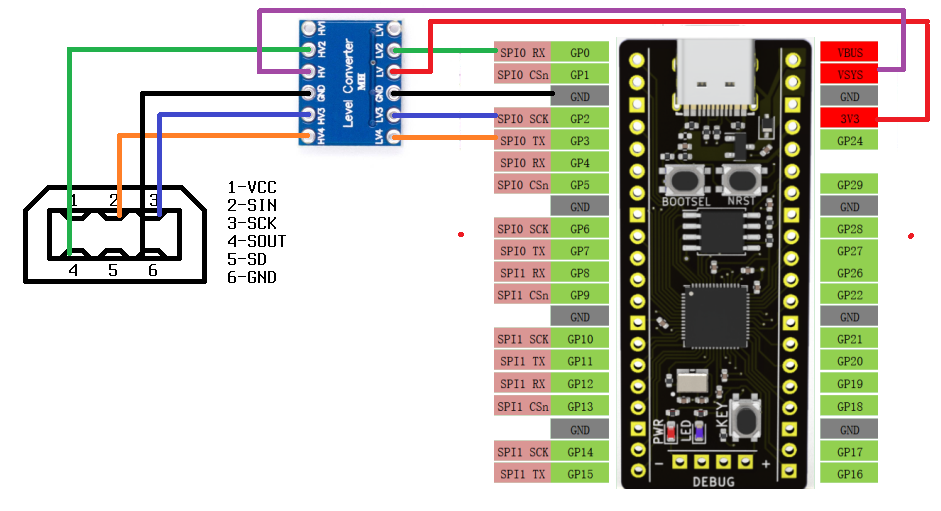 HV1 LV1
HV2 LV2
HV LV
GND GND
HV3 LV3
HV4 LV4
Level Converter
MH
1 2 3
4 5 6
1-VCC
2-SIN
3-SCK
4-SOUT
5-SD
6-GND
SPI0 RX GP0
SPI0 CSn GP1
GND
SPI0 SCK GP2
SPI0 TX GP3
SPI0 RX GP4
SPI0 CSn GP5
GND
SPI0 SCK GP6
SPI0 TX GP7
SPI1 RX GP8
SPI1 CSn GP9
GND
SPI1 SCK GP10
SPI1 TX GP11
SPI1 RX GP12
SPI1 CSn GP13
GND
SPI1 SCK GP14
SPI1 TX GP15
BOOTSEL NRST
PWR LED KEY
- +
DEBUG
VBUS
VSYS
GND
3V3
GP24
GP29
GND
GP28
GP27
GP26
GP22
GND
GP21
GP20
GP19
GP18
GND
GP17
GP16